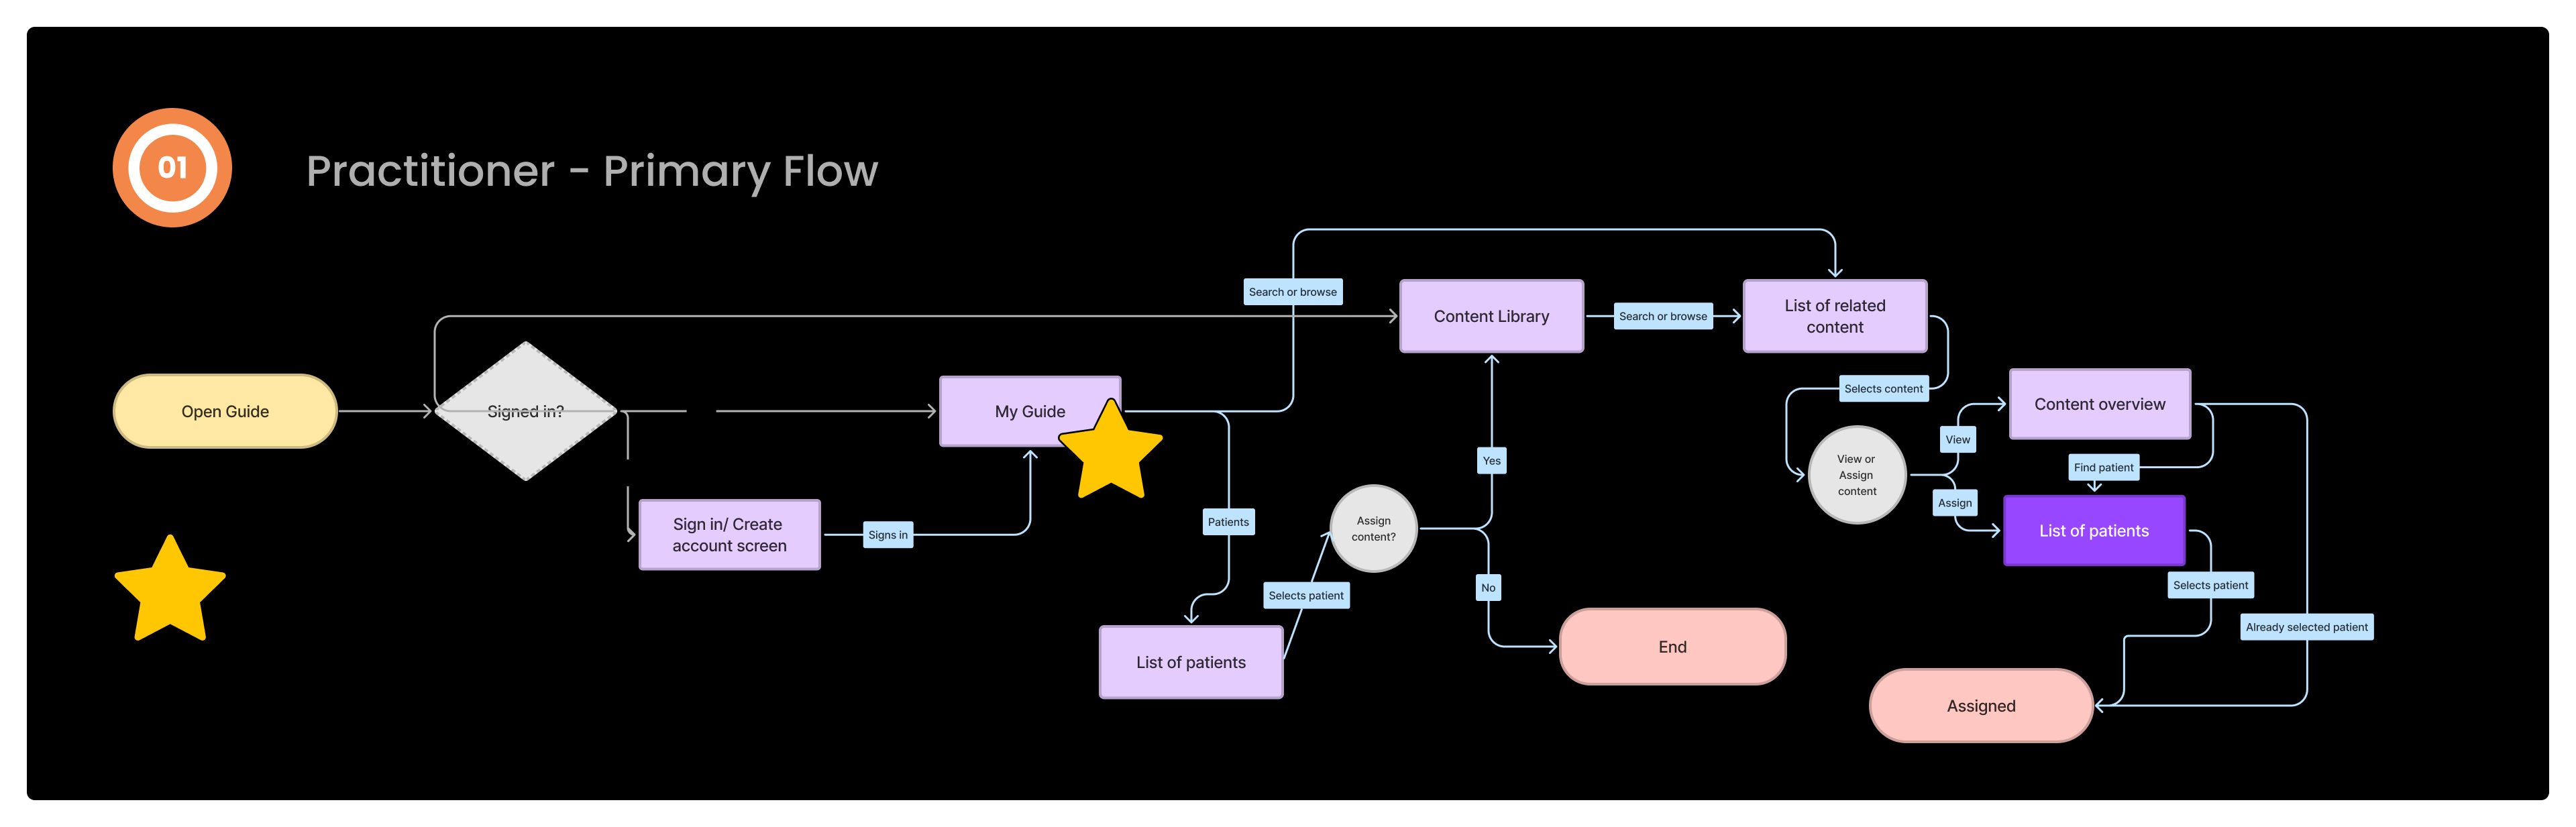 01
Practitioner - Primary Flow
Search or browse
Content Library
Search or browse
List of related
content
Open Guide
Signed in?
My Guide
Selects content
Content overview
View
Find patient
Yes
View or
Assign
content
Assign
Sign in/ Create
account screen
Signs in
Patients
Assign
content?
List of patients
Selects patient
No
Selects patient
Already selected patient
List of patients
End
Assigned